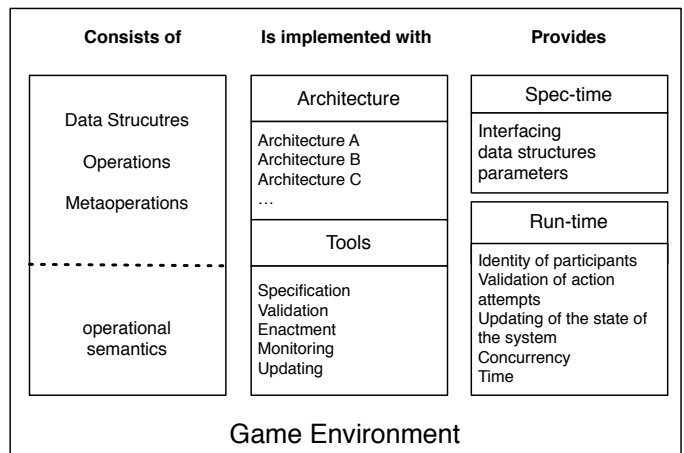 Consists of
Data Strucutres
Operations
Metaoperations
operational
semantics
Is implemented with
Architecture
Architecture A
Architecture B
Architecture C
...
Tools
Specification
Validation
Enactment
Monitoring
Updating
Provides
Spec-time
Interfacing
data structures
parameters
Run-time
Identity of participants
Validation of action
attempts
Updating of the state of
the system
Concurrency
Time
Game Environment